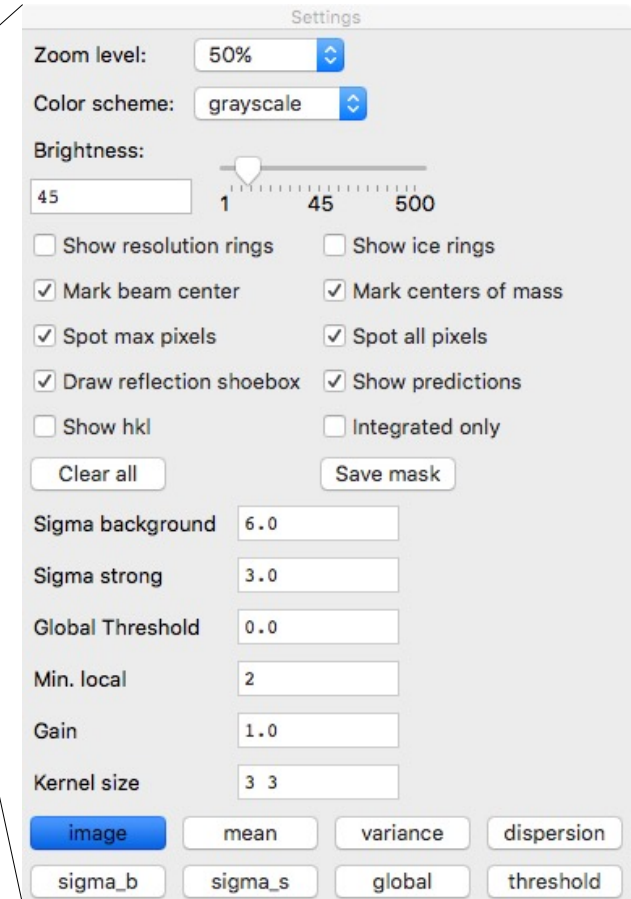 Settings
Zoom level: 50%
Color scheme: grayscale
Brightness:
45
1 45 500
Show resolution rings Show ice rings
Mark beam center Mark centers of mass
Spot max pixels Spot all pixels
Draw reflection shoebox Show predictions
Show hkl Integrated only
Clear all Save mask
Sigma background 6.0
Sigma strong 3.0
Global Threshold 0.0
Min. local 2
Gain 1.0
Kernel size 3 3
image mean variance dispersion
sigma_b sigma_s global threshold